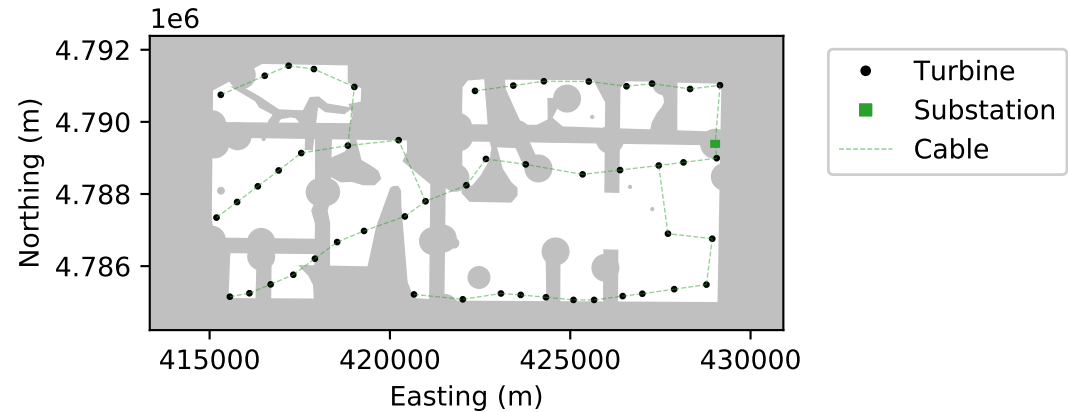 1e6
4.792
4.790
4.788
4.786
Northing (m)
415000 420000 425000 430000
Easting (m)
Turbine
Substation
Cable